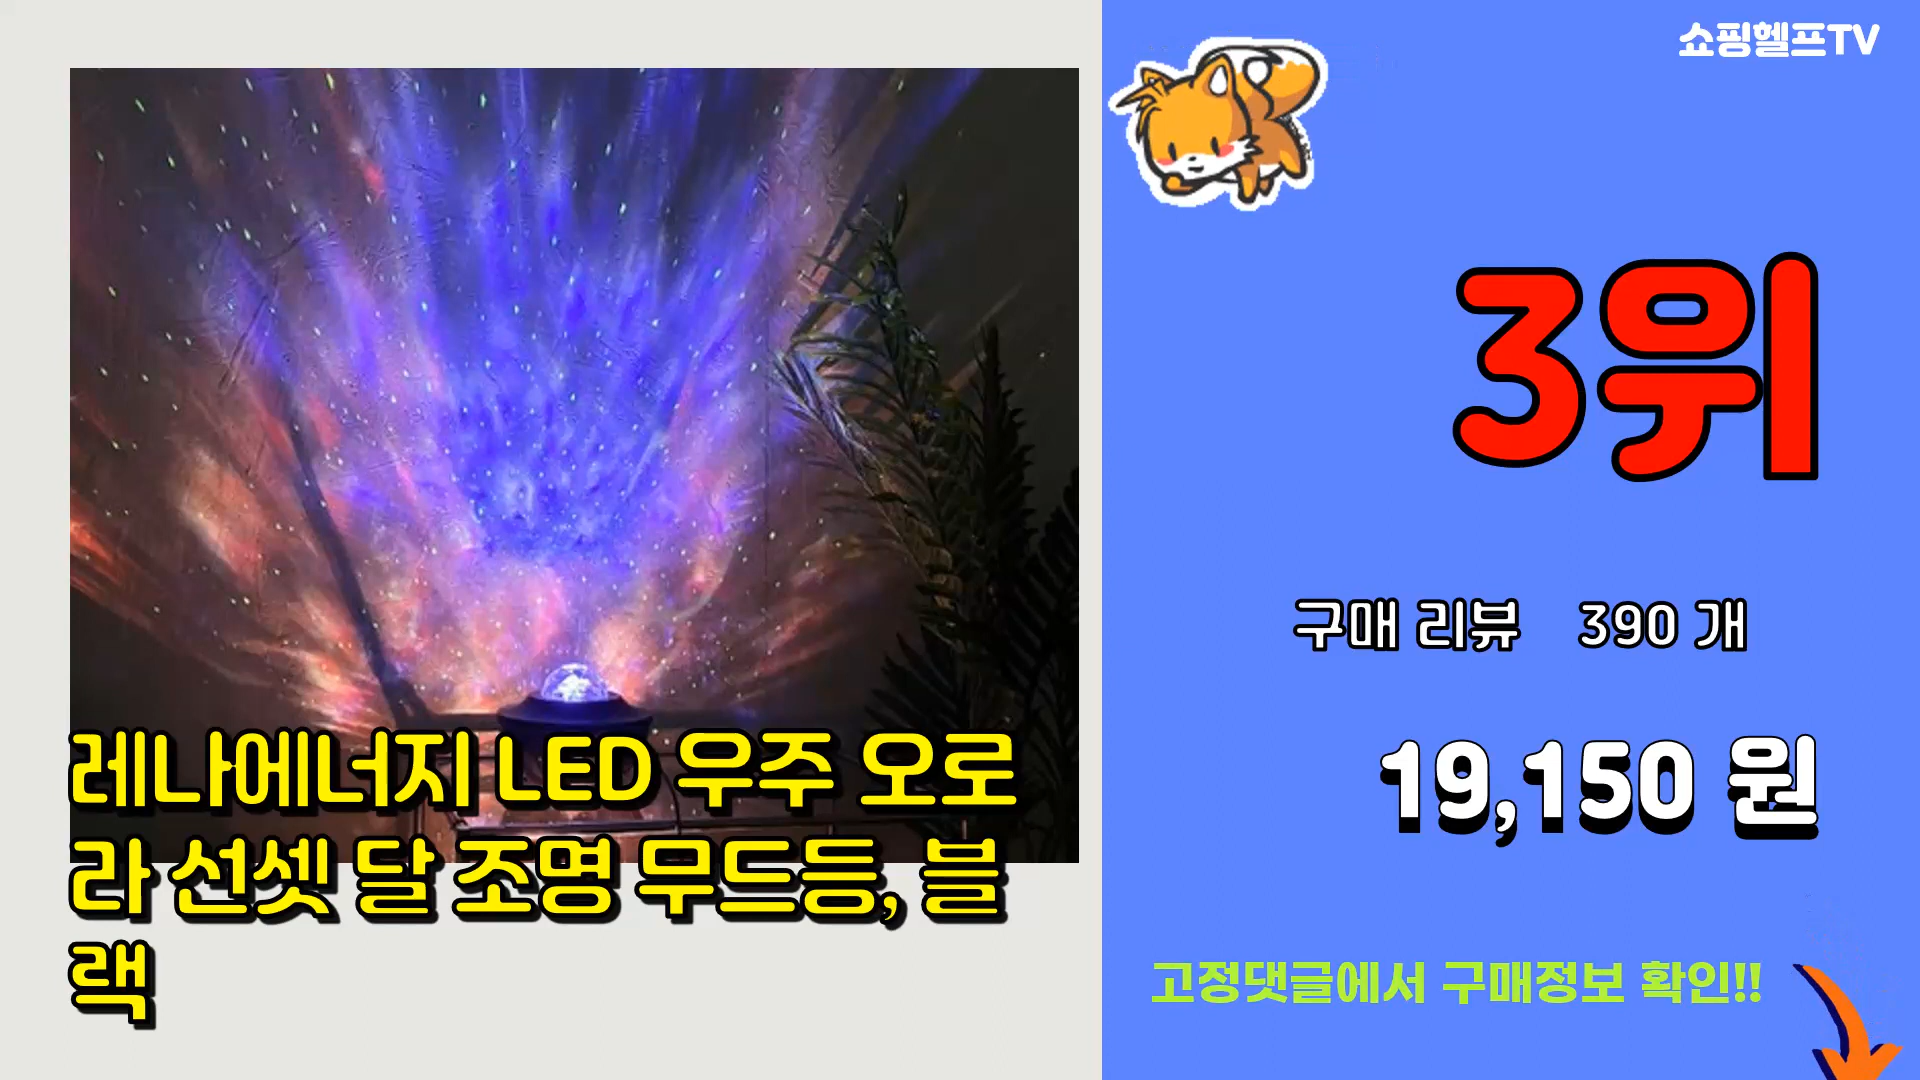 쇼핑헬프TV
3위
구매 리뷰 390 개
19,150 원
레나에너지 LED 우주 오로
라 선셋 달 조명 무드등, 블
랙
고정댓글에서 구매정보 확인!!